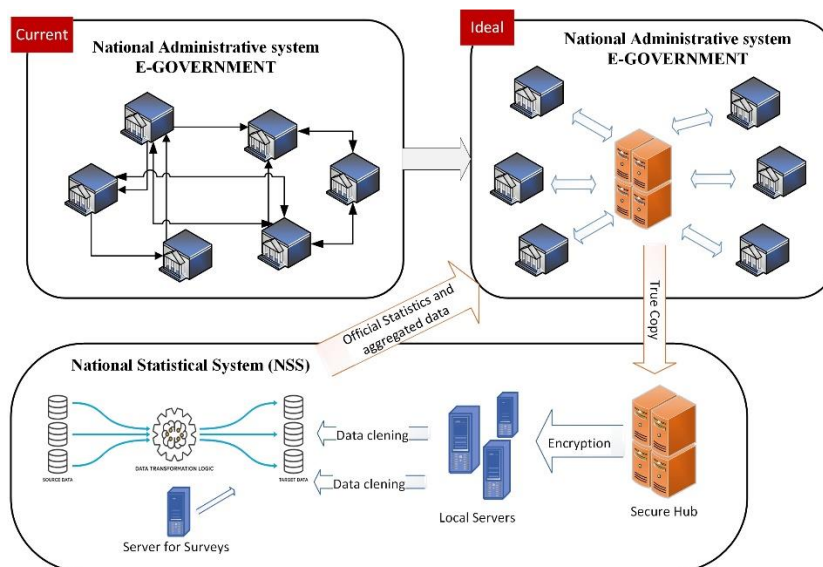 Current
National Administrative system
E-GOVERNMENT
Ideal
National Administrative system
E-GOVERNMENT
Official Statistics and
aggregated data
True Copy
National Statistical System (NSS)
SOURCE DATA
DATA TRANSFORMATION LOGIC
TARGET DATA
Data clening
Data clening
Encryption
Server for Surveys
Local Servers
Secure Hub